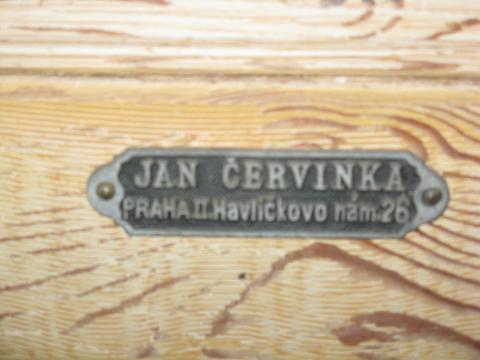 JAN ČERVINKA
PRAHA II. Havlíčkovo nám. 26